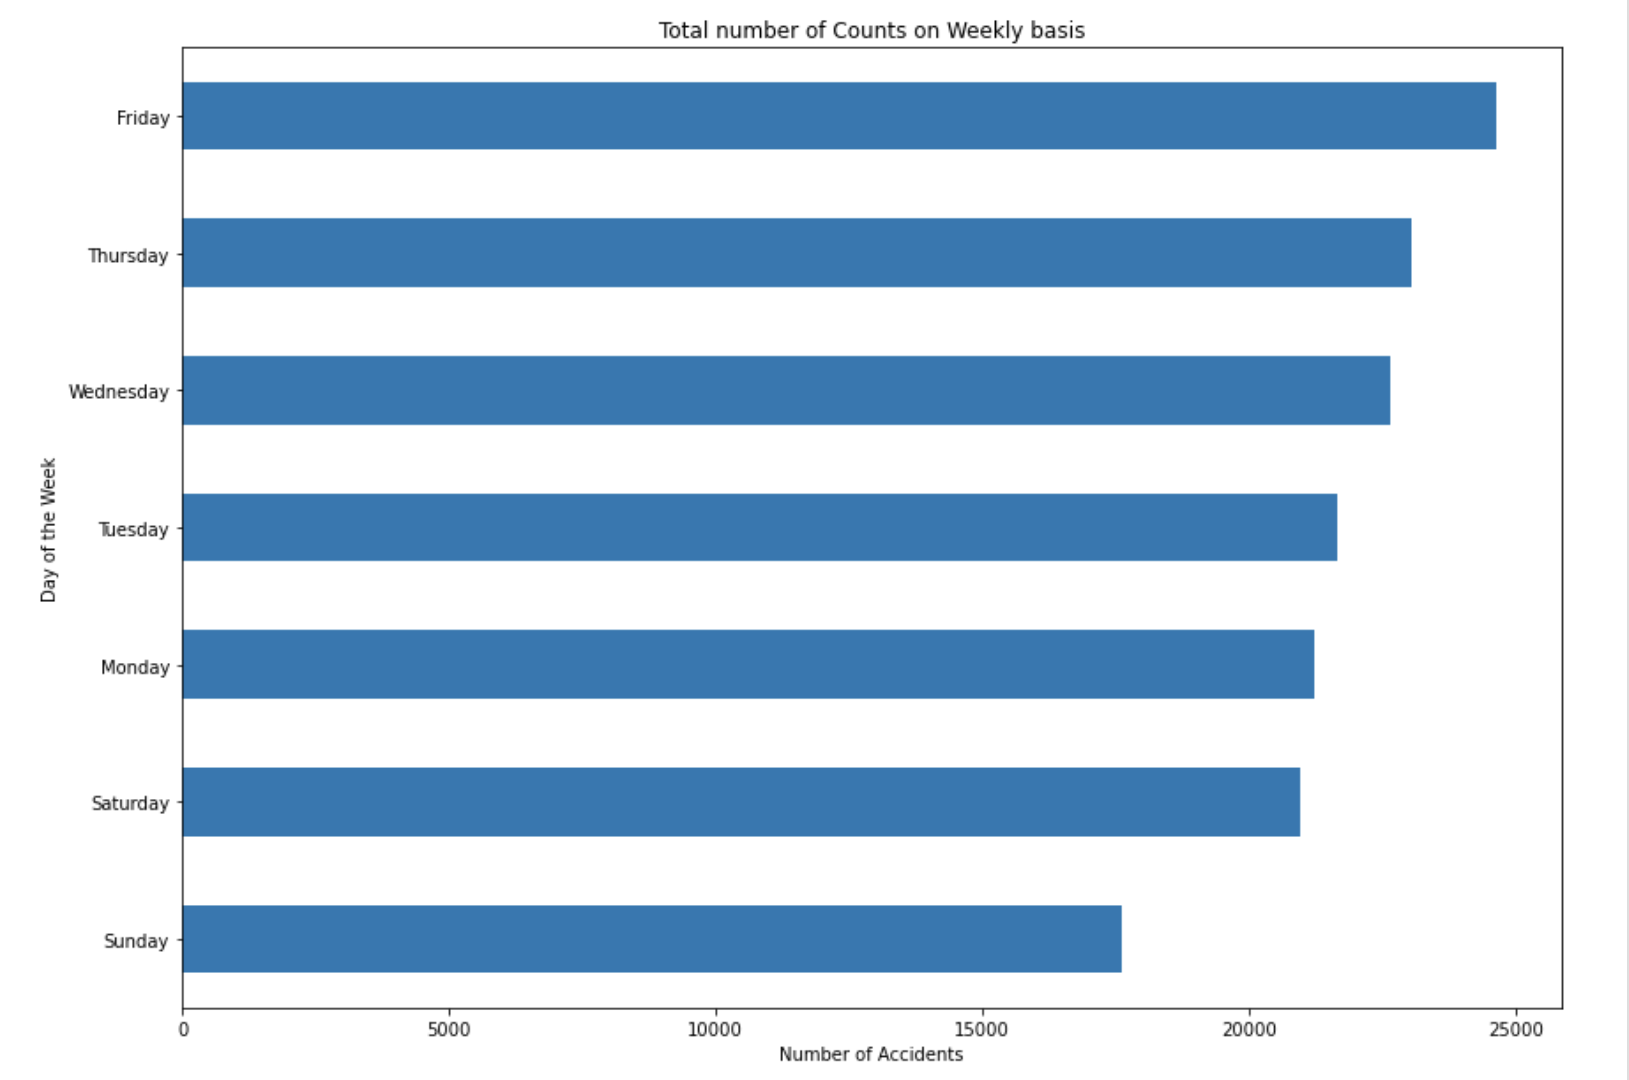 Total number of Counts on Weekly basis
Friday
Thursday
Wednesday
Tuesday
Monday
Saturday
Sunday
Day of the Week
0 5000 10000 15000 20000 25000
Number of Accidents